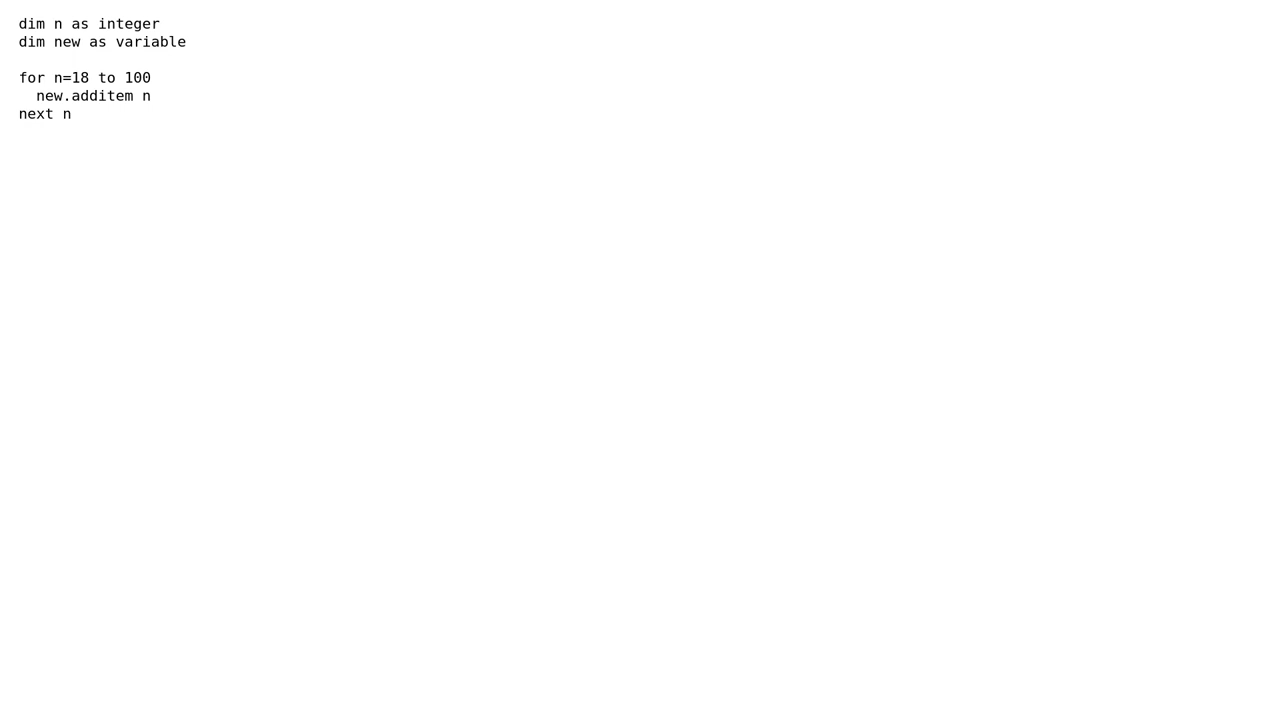 dim n as integer
dim new as variable

for n=18 to 100
  new.additem n
next n